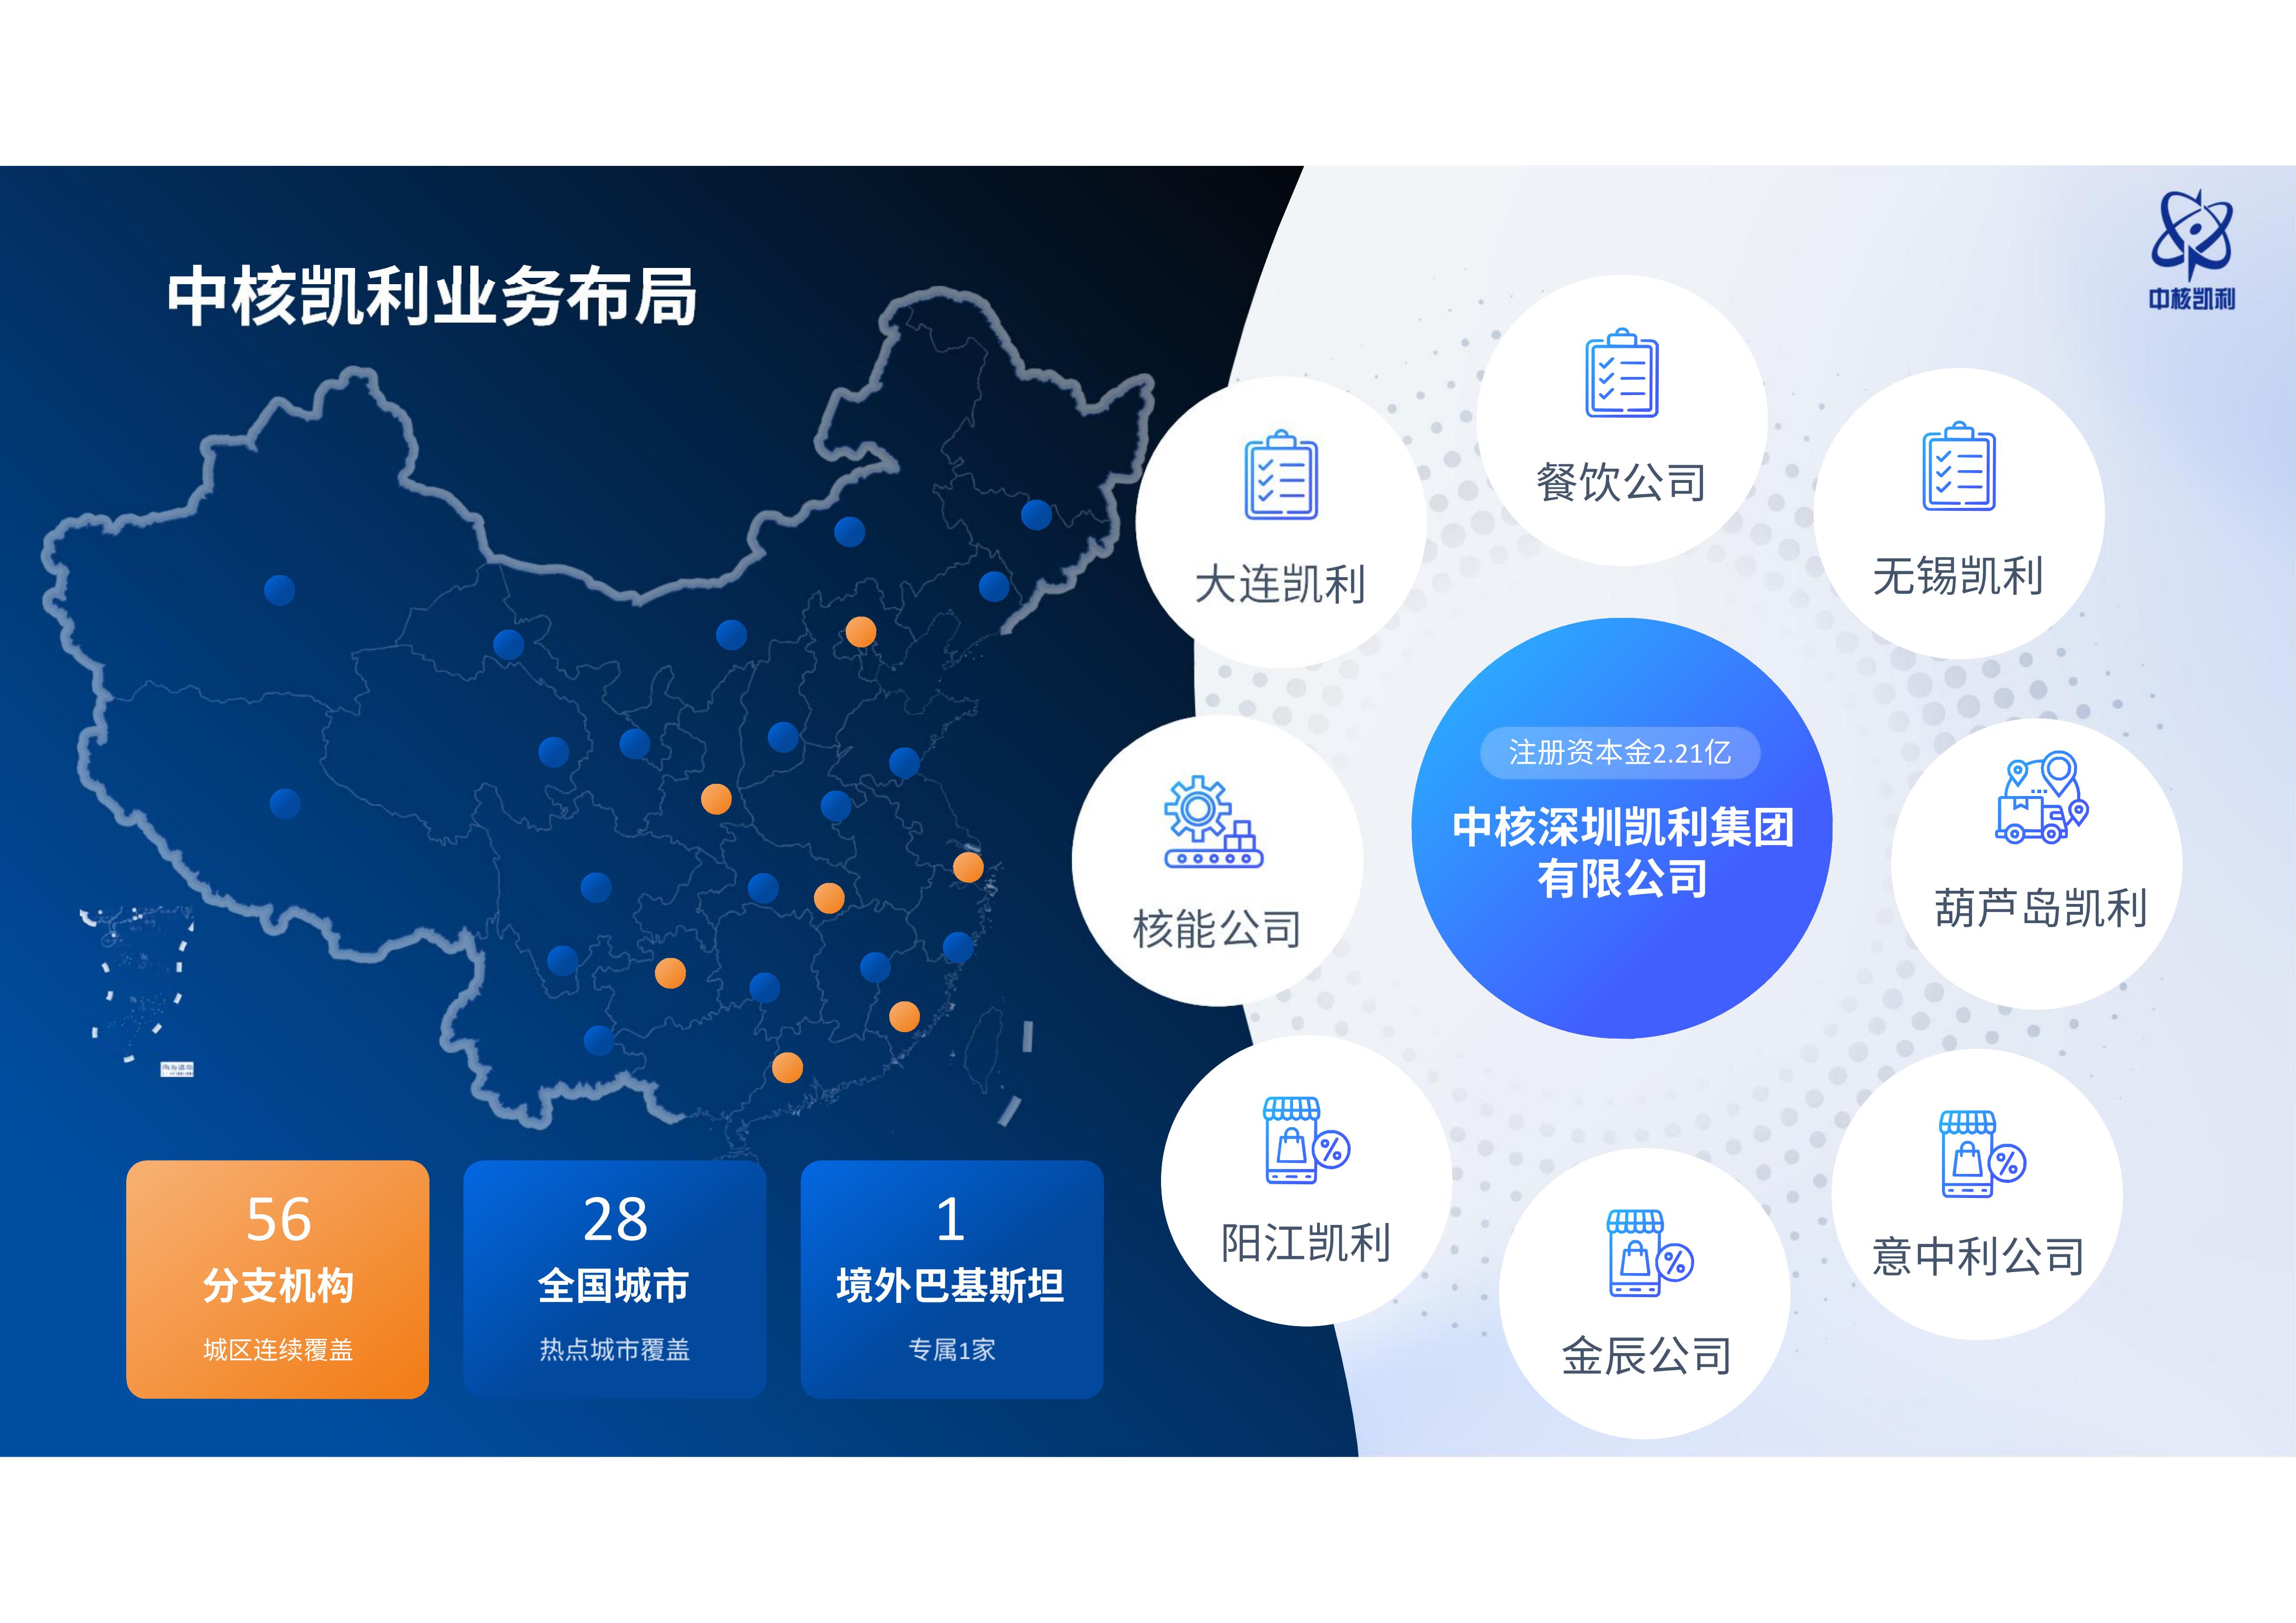 中核凯利业务布局
中核凯利
餐饮公司
大连凯利
无锡凯利
注册资本金2.21亿
中核深圳凯利集团
有限公司
核能公司
葫芦岛凯利
阳江凯利
意中利公司
金辰公司
56
分支机构
城区连续覆盖
28
全国城市
热点城市覆盖
1
境外巴基斯坦
专属1家
南海诸岛